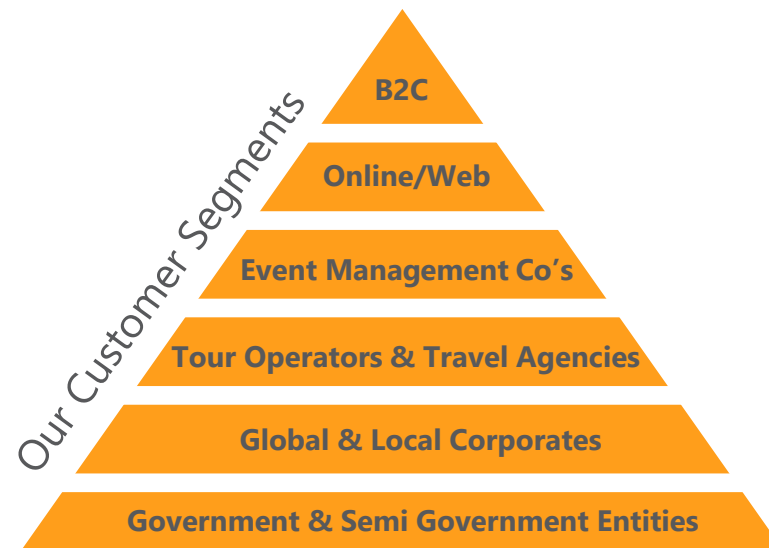 Our Customer Segments
B2C
Online/Web
Event Management Co’s
Tour Operators & Travel Agencies
Global & Local Corporates
Government & Semi Government Entities